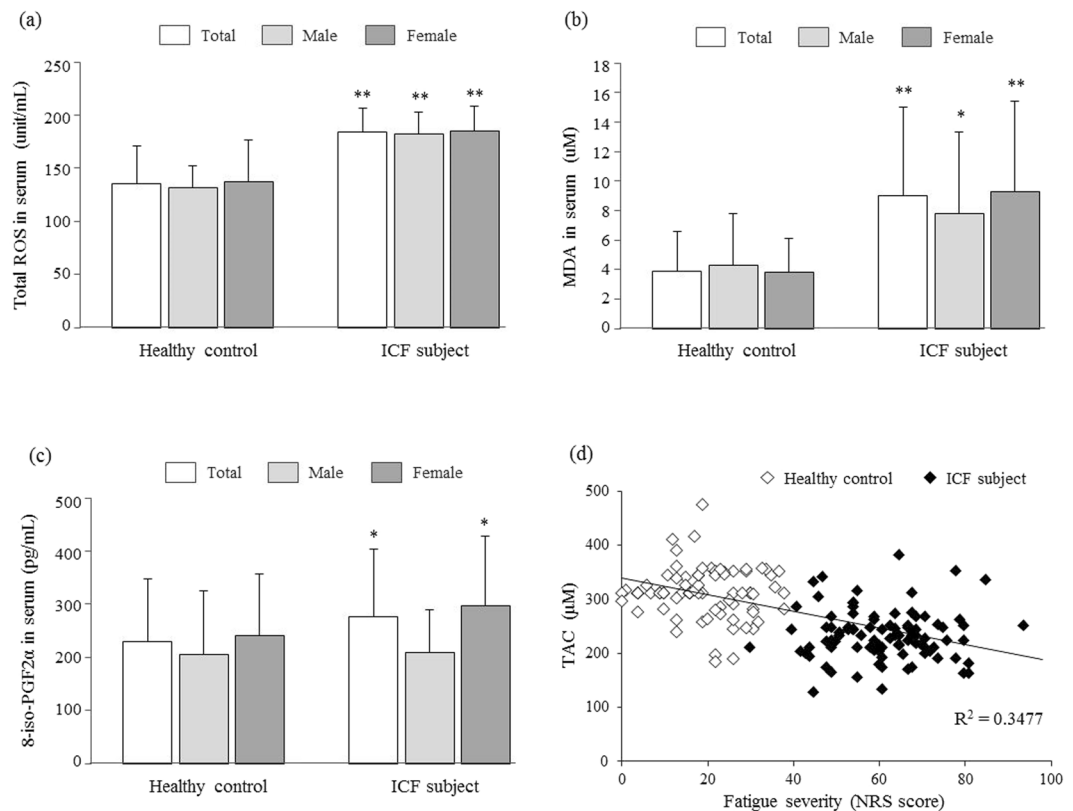 (a)
Total Male Female
Total ROS in serum (unit/mL)
250
200
150
100
50
0
** ** **
Healthy control ICF subject
(b)
Total Male Female
MDA in serum (uM)
18
16
14
12
10
8
6
4
2
0
** * **
Healthy control ICF subject
(c)
Total Male Female
8-iso-PGF2α in serum (pg/mL)
500
400
300
200
100
0
* *
Healthy control ICF subject
(d)
Healthy control ICF subject
TAC (μM)
500
400
300
200
100
0
R² = 0.3477
0 20 40 60 80 100
Fatigue severity (NRS score)